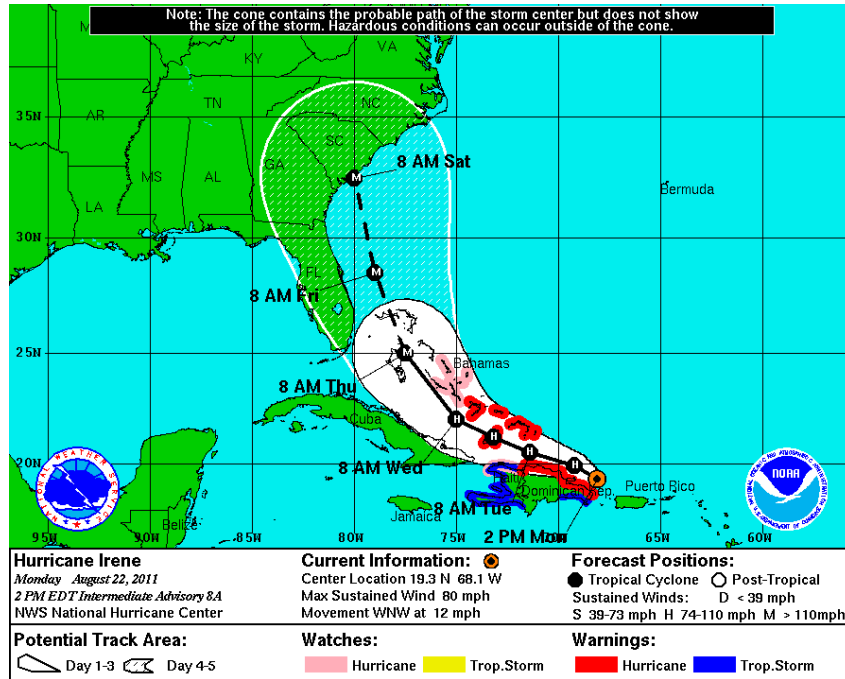 Note: The cone contains the probable path of the storm center but does not show
the size of the storm. Hazardous conditions can occur outside of the cone.
KY
VA
35N
AR
TN
NC
SC
8 AM Sat
MS
AL
GA
Bermuda
LA
30N
FL
8 AM Fri
25N
Bahamas
8 AM Thu
Cuba
8 AM Wed
20N
Haiti
Dominican Rep.
Puerto Rico
8 AM Tue
Jamaica
Belize
2 PM Mon
95W 90W 85W 80W 75W 70W 65W 60W
M
M
M
H
H
H
H
NATIONAL WEATHER SERVICE
NOAA
Hurricane Irene
Monday August 22, 2011
2 PM EDT Intermediate Advisory 8A
NWS National Hurricane Center
Current Information:
Center Location 19.3 N 68.1 W
Max Sustained Wind 80 mph
Movement WNW at 12 mph
Forecast Positions:
Tropical Cyclone Post-Tropical
Sustained Winds: D < 39 mph
S 39-73 mph H 74-110 mph M > 110mph
Potential Track Area:
Day 1-3 Day 4-5
Watches:
Hurricane Trop.Storm
Warnings:
Hurricane Trop.Storm